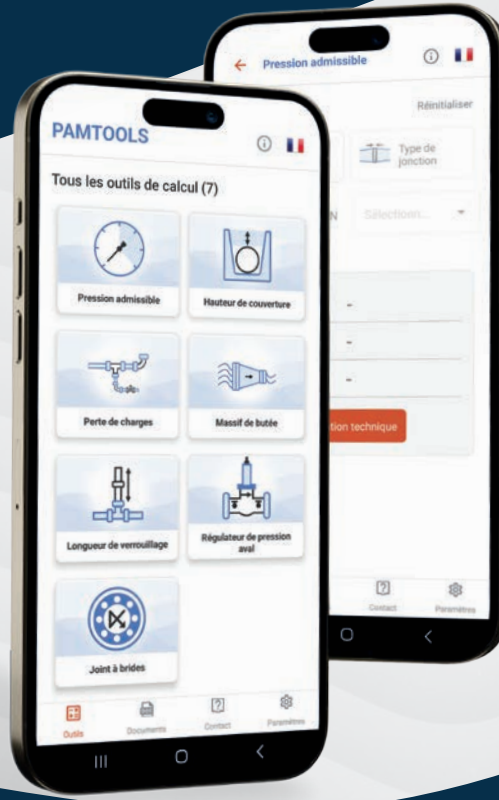 PAMTOOLS
Tous les outils de calcul (7)
Pression admissible
Hauteur de couverture
Perte de charges
Massif de butée
Longueur de verrouillage
Régulateur de pression
aval
Joint à brides
Outils
Documents
Contact
Paramètres
Pression admissible
Réinitialiser
Type de
jonction
N
Sélectionn...
-
-
-
tion technique
Contact
Paramètres